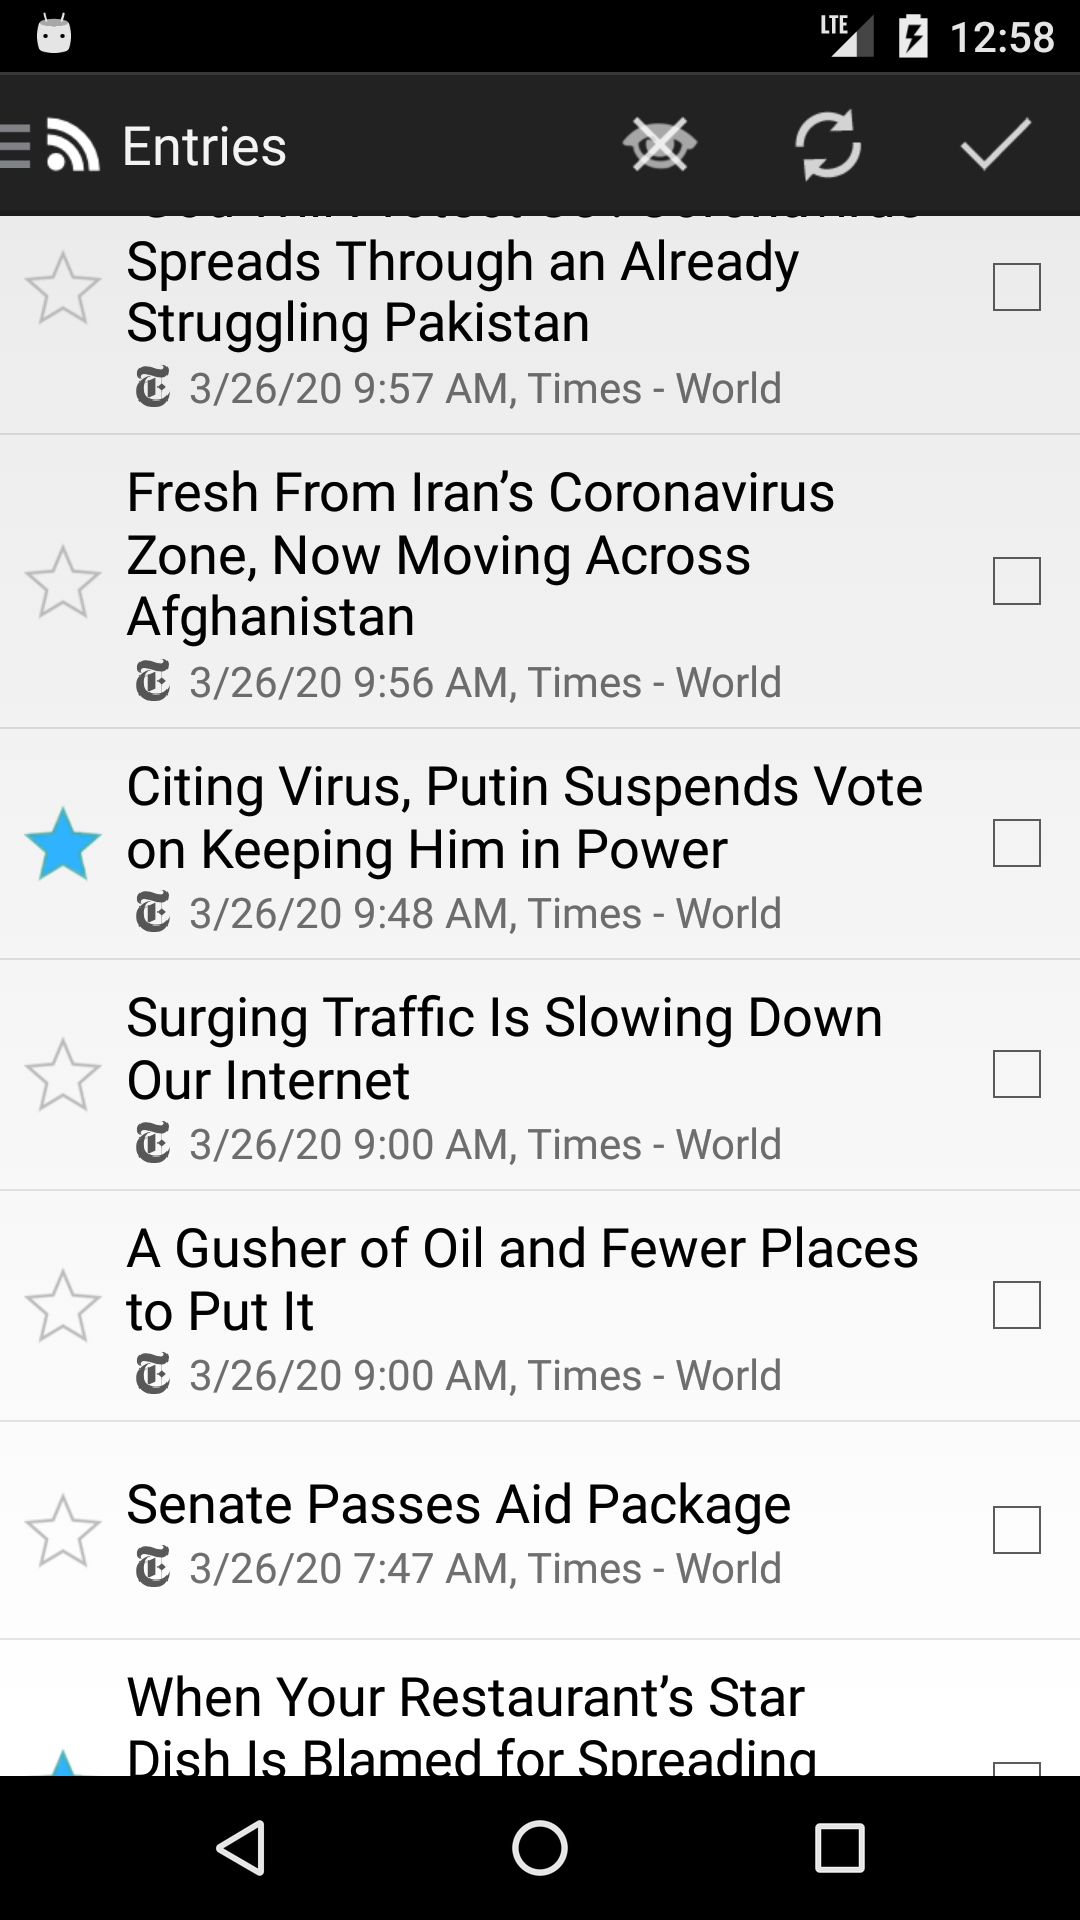 LTE 12:58
Entries
Spreads Through an Already
Struggling Pakistan
3/26/20 9:57 AM, Times - World
Fresh From Iran’s Coronavirus
Zone, Now Moving Across
Afghanistan
3/26/20 9:56 AM, Times - World
Citing Virus, Putin Suspends Vote
on Keeping Him in Power
3/26/20 9:48 AM, Times - World
Surging Traffic Is Slowing Down
Our Internet
3/26/20 9:00 AM, Times - World
A Gusher of Oil and Fewer Places
to Put It
3/26/20 9:00 AM, Times - World
Senate Passes Aid Package
3/26/20 7:47 AM, Times - World
When Your Restaurant’s Star
Dish Is Blamed for Spreading